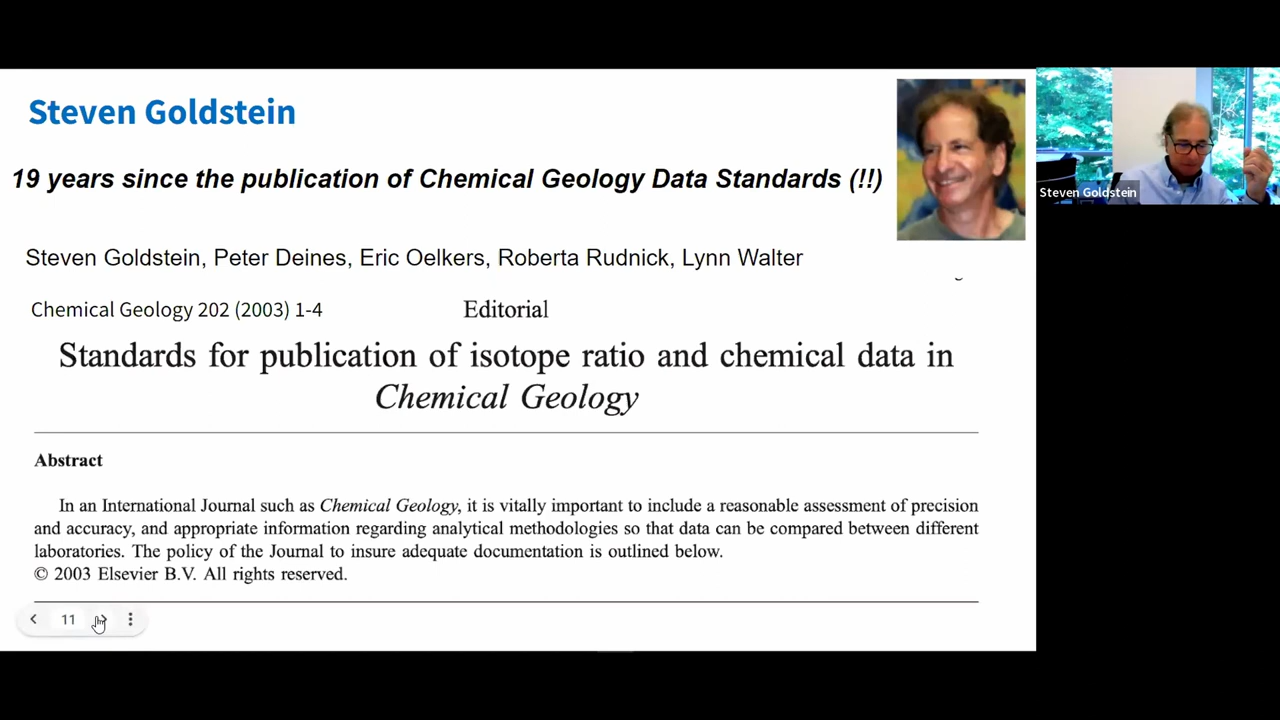 Steven Goldstein
19 years since the publication of Chemical Geology Data Standards (!!)
Steven Goldstein
Steven Goldstein, Peter Deines, Eric Oelkers, Roberta Rudnick, Lynn Walter
Chemical Geology 202 (2003) 1-4
Editorial
Standards for publication of isotope ratio and chemical data in
Chemical Geology
Abstract
In an International Journal such as Chemical Geology, it is vitally important to include a reasonable assessment of precision
and accuracy, and appropriate information regarding analytical methodologies so that data can be compared between different
laboratories. The policy of the Journal to insure adequate documentation is outlined below.
© 2003 Elsevier B.V. All rights reserved.
11